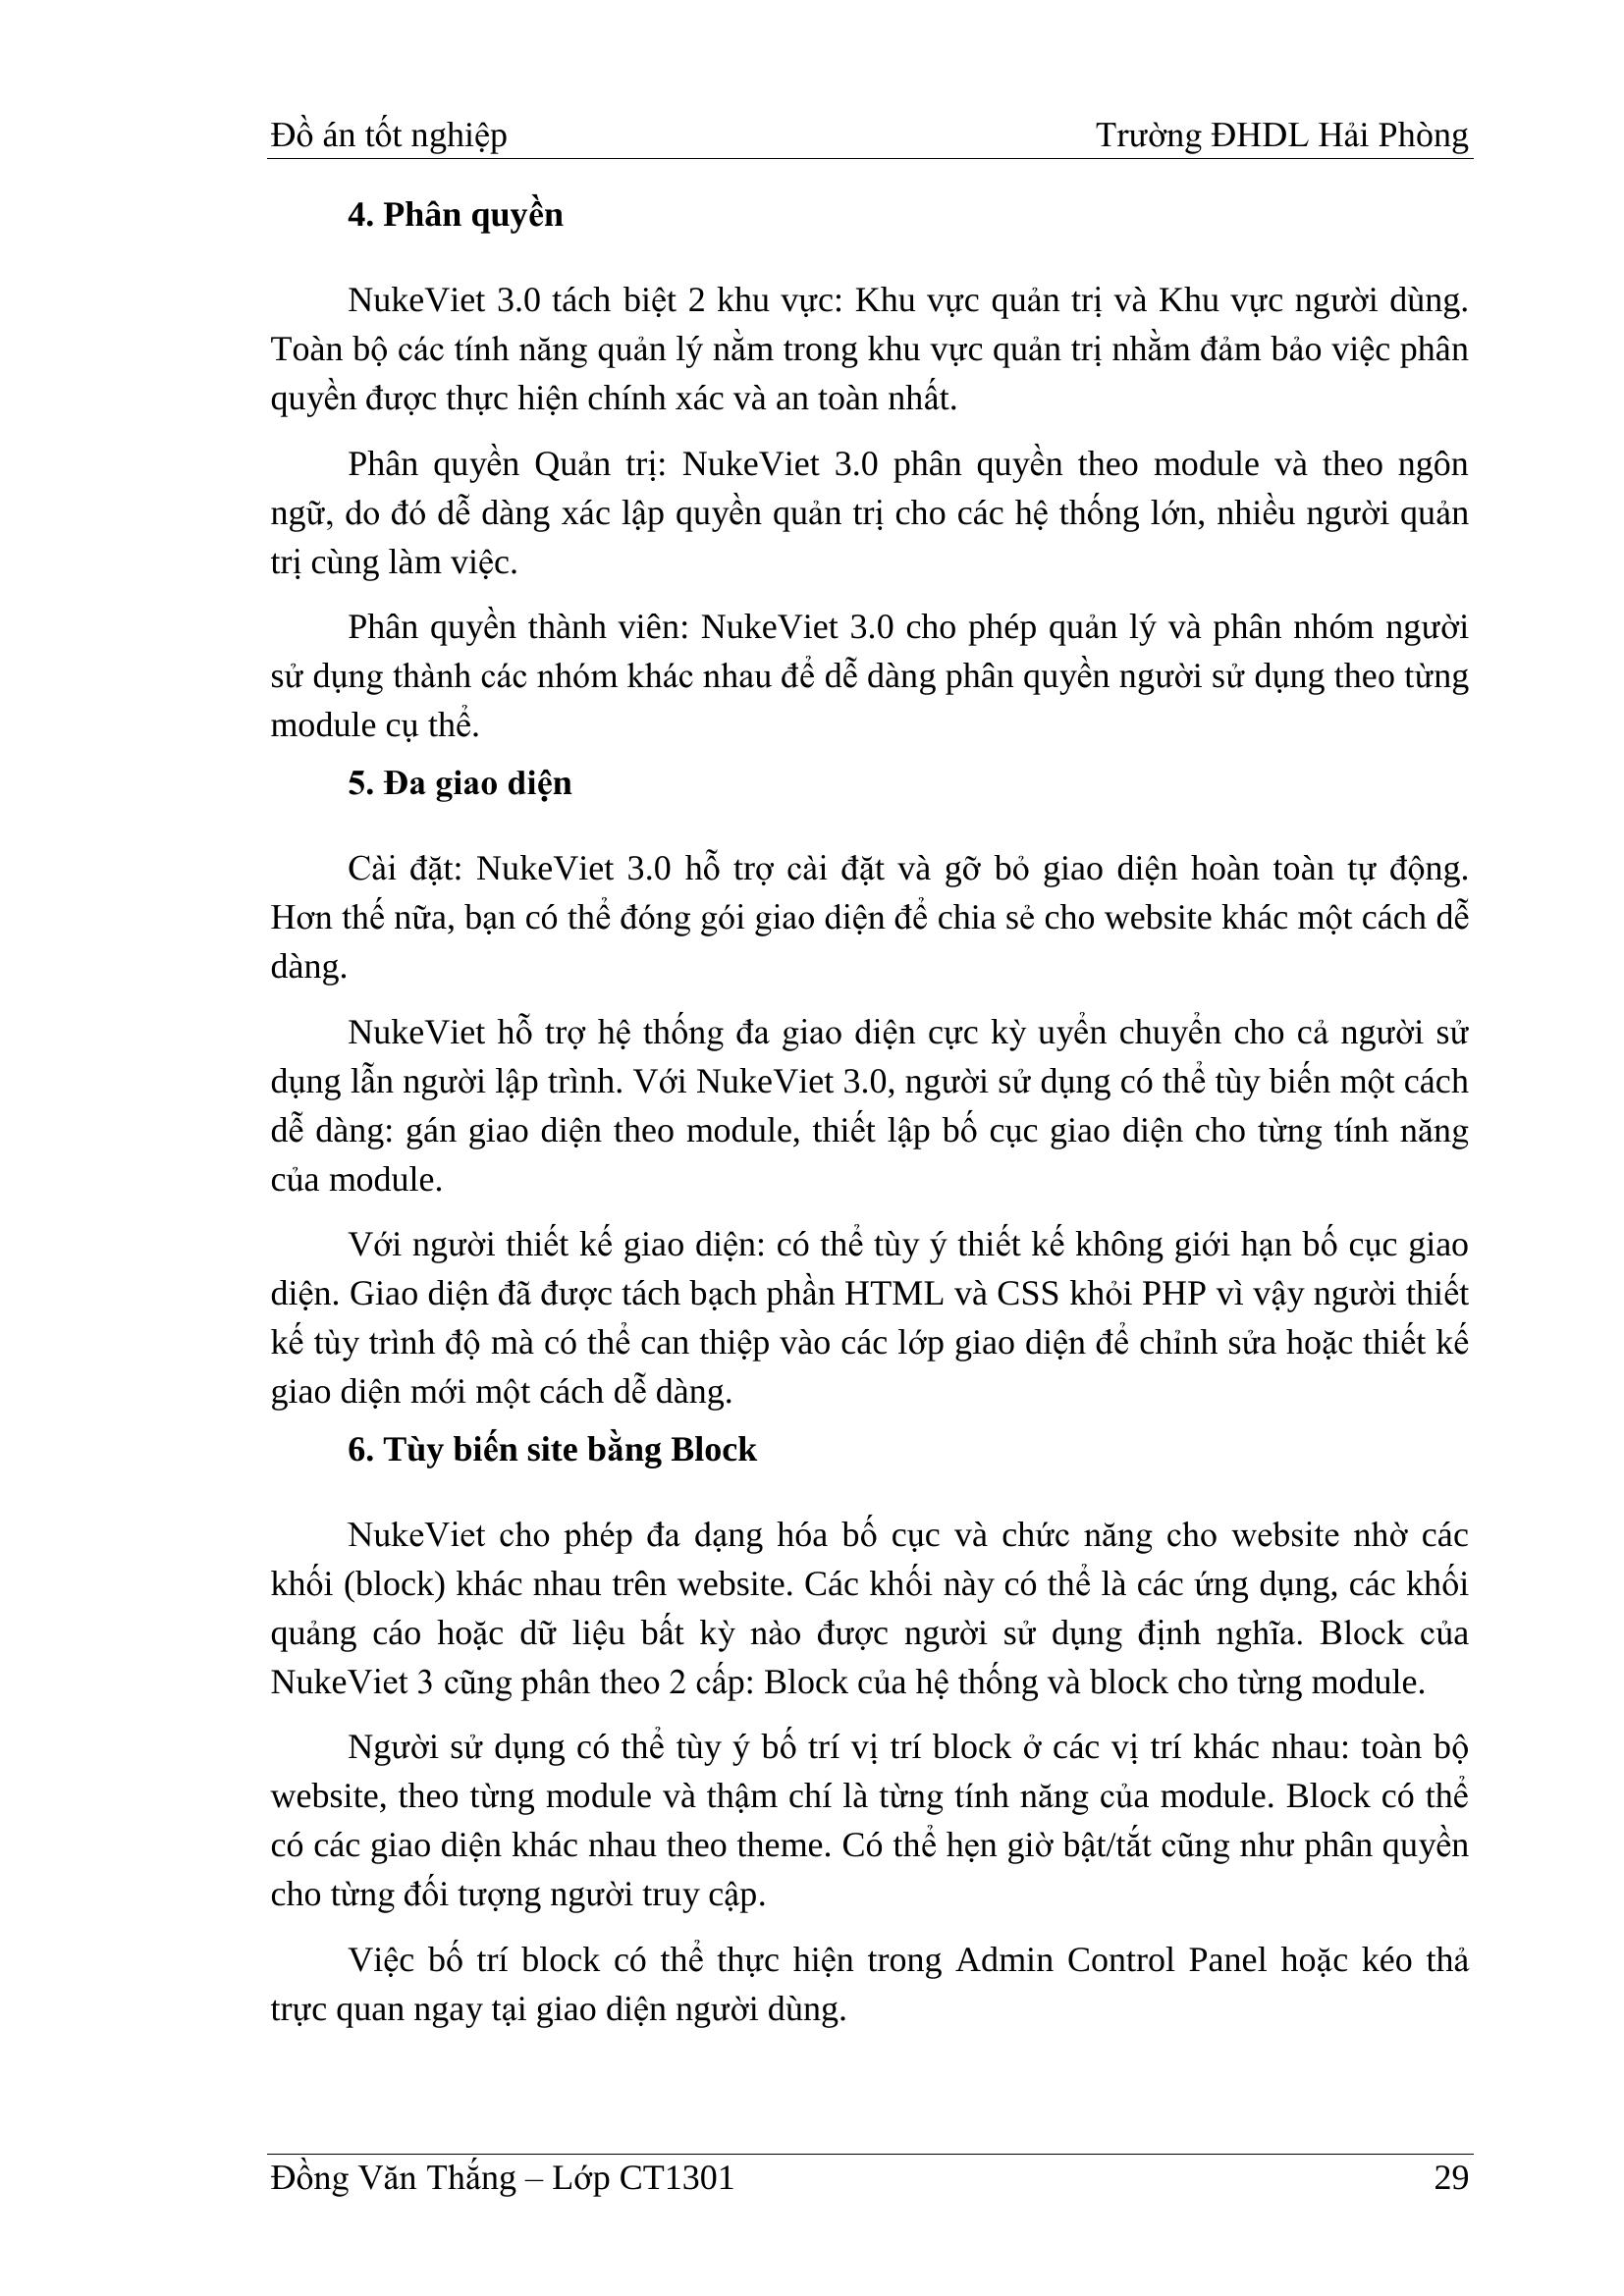 Đồ án tốt nghiệp Trường ĐHDL Hải Phòng
4. Phân quyền
NukeViet 3.0 tách biệt 2 khu vực: Khu vực quản trị và Khu vực người dùng.
Toàn bộ các tính năng quản lý nằm trong khu vực quản trị nhằm đảm bảo việc phân
quyền được thực hiện chính xác và an toàn nhất.
Phân quyền Quản trị: NukeViet 3.0 phân quyền theo module và theo ngôn
ngữ, do đó dễ dàng xác lập quyền quản trị cho các hệ thống lớn, nhiều người quản
trị cùng làm việc.
Phân quyền thành viên: NukeViet 3.0 cho phép quản lý và phân nhóm người
sử dụng thành các nhóm khác nhau để dễ dàng phân quyền người sử dụng theo từng
module cụ thể.
5. Đa giao diện
Cài đặt: NukeViet 3.0 hỗ trợ cài đặt và gỡ bỏ giao diện hoàn toàn tự động.
Hơn thế nữa, bạn có thể đóng gói giao diện để chia sẻ cho website khác một cách dễ
dàng.
NukeViet hỗ trợ hệ thống đa giao diện cực kỳ uyển chuyển cho cả người sử
dụng lẫn người lập trình. Với NukeViet 3.0, người sử dụng có thể tùy biến một cách
dễ dàng: gán giao diện theo module, thiết lập bố cục giao diện cho từng tính năng
của module.
Với người thiết kế giao diện: có thể tùy ý thiết kế không giới hạn bố cục giao
diện. Giao diện đã được tách bạch phần HTML và CSS khỏi PHP vì vậy người thiết
kế tùy trình độ mà có thể can thiệp vào các lớp giao diện để chỉnh sửa hoặc thiết kế
giao diện mới một cách dễ dàng.
6. Tùy biến site bằng Block
NukeViet cho phép đa dạng hóa bố cục và chức năng cho website nhờ các
khối (block) khác nhau trên website. Các khối này có thể là các ứng dụng, các khối
quảng cáo hoặc dữ liệu bất kỳ nào được người sử dụng định nghĩa. Block của
NukeViet 3 cũng phân theo 2 cấp: Block của hệ thống và block cho từng module.
Người sử dụng có thể tùy ý bố trí vị trí block ở các vị trí khác nhau: toàn bộ
website, theo từng module và thậm chí là từng tính năng của module. Block có thể
có các giao diện khác nhau theo theme. Có thể hẹn giờ bật/tắt cũng như phân quyền
cho từng đối tượng người truy cập.
Việc bố trí block có thể thực hiện trong Admin Control Panel hoặc kéo thả
trực quan ngay tại giao diện người dùng.
Đồng Văn Thắng – Lớp CT1301 29